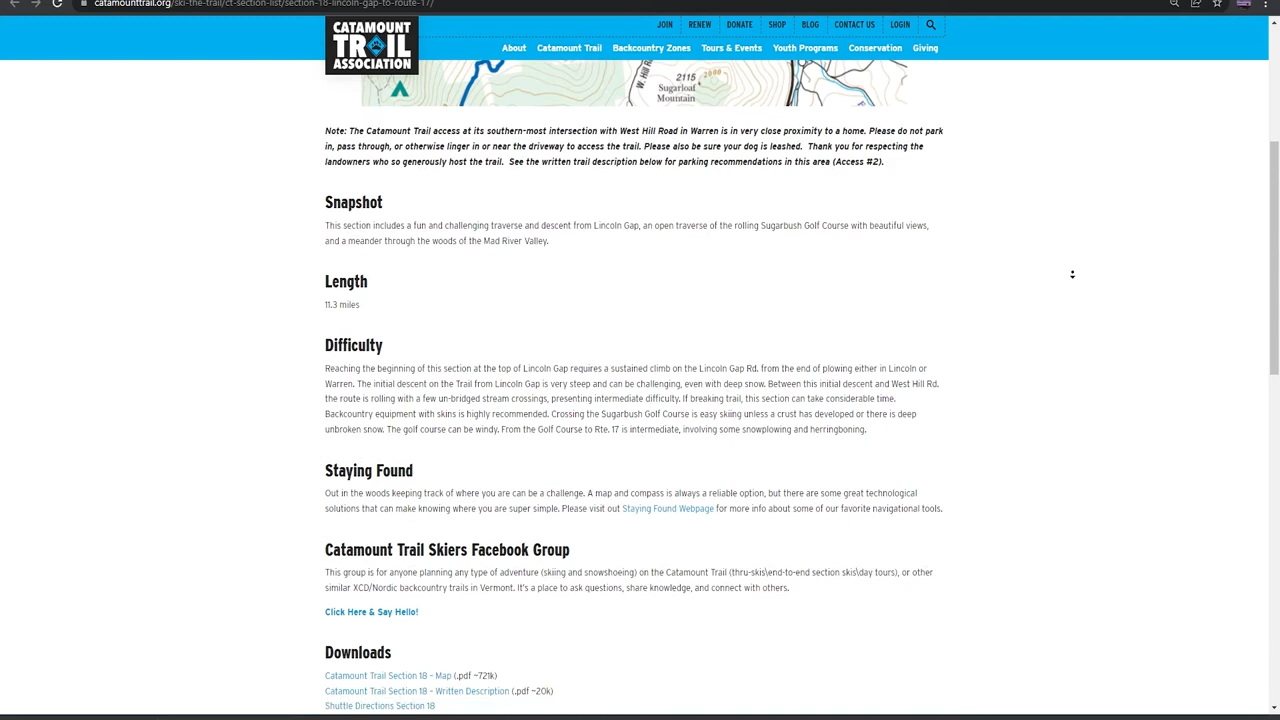 catamounttrail.org/ski-the-trail/ct-section-list/section-18-lincoln-gap-to-route-17/
JOIN RENEW DONATE SHOP BLOG CONTACT US LOGIN
CATAMOUNT
TRAIL
ASSOCIATION
About Catamount Trail Backcountry Zones Tours & Events Youth Programs Conservation Giving
W. Hill R
2115
2000
Sugarloaf
Mountain
Note: The Catamount Trail access at its southern-most intersection with West Hill Road in Warren is in very close proximity to a home. Please do not park
in, pass through, or otherwise linger in or near the driveway to access the trail. Please also be sure your dog is leashed. Thank you for respecting the
landowners who so generously host the trail. See the written trail description below for parking recommendations in this area (Access #2).
Snapshot
This section includes a fun and challenging traverse and descent from Lincoln Gap, an open traverse of the rolling Sugarbush Golf Course with beautiful views,
and a meander through the woods of the Mad River Valley.
Length
11.3 miles
Difficulty
Reaching the beginning of this section at the top of Lincoln Gap requires a sustained climb on the Lincoln Gap Rd. from the end of plowing either in Lincoln or
Warren. The initial descent on the Trail from Lincoln Gap is very steep and can be challenging, even with deep snow. Between this initial descent and West Hill Rd.
the route is rolling with a few un-bridged stream crossings, presenting intermediate difficulty. If breaking trail, this section can take considerable time.
Backcountry equipment with skins is highly recommended. Crossing the Sugarbush Golf Course is easy skiing unless a crust has developed or there is deep
unbroken snow. The golf course can be windy. From the Golf Course to Rte. 17 is intermediate, involving some snowplowing and herringboning.
Staying Found
Out in the woods keeping track of where you are can be a challenge. A map and compass is always a reliable option, but there are some great technological
solutions that can make knowing where you are super simple. Please visit out Staying Found Webpage for more info about some of our favorite navigational tools.
Catamount Trail Skiers Facebook Group
This group is for anyone planning any type of adventure (skiing and snowshoeing) on the Catamount Trail (thru-skis\end-to-end section skis\day tours), or other
similar XCD/Nordic backcountry trails in Vermont. It's a place to ask questions, share knowledge, and connect with others.
Click Here & Say Hello!
Downloads
Catamount Trail Section 18 – Map (.pdf ~721k)
Catamount Trail Section 18 – Written Description (.pdf ~20k)
Shuttle Directions Section 18